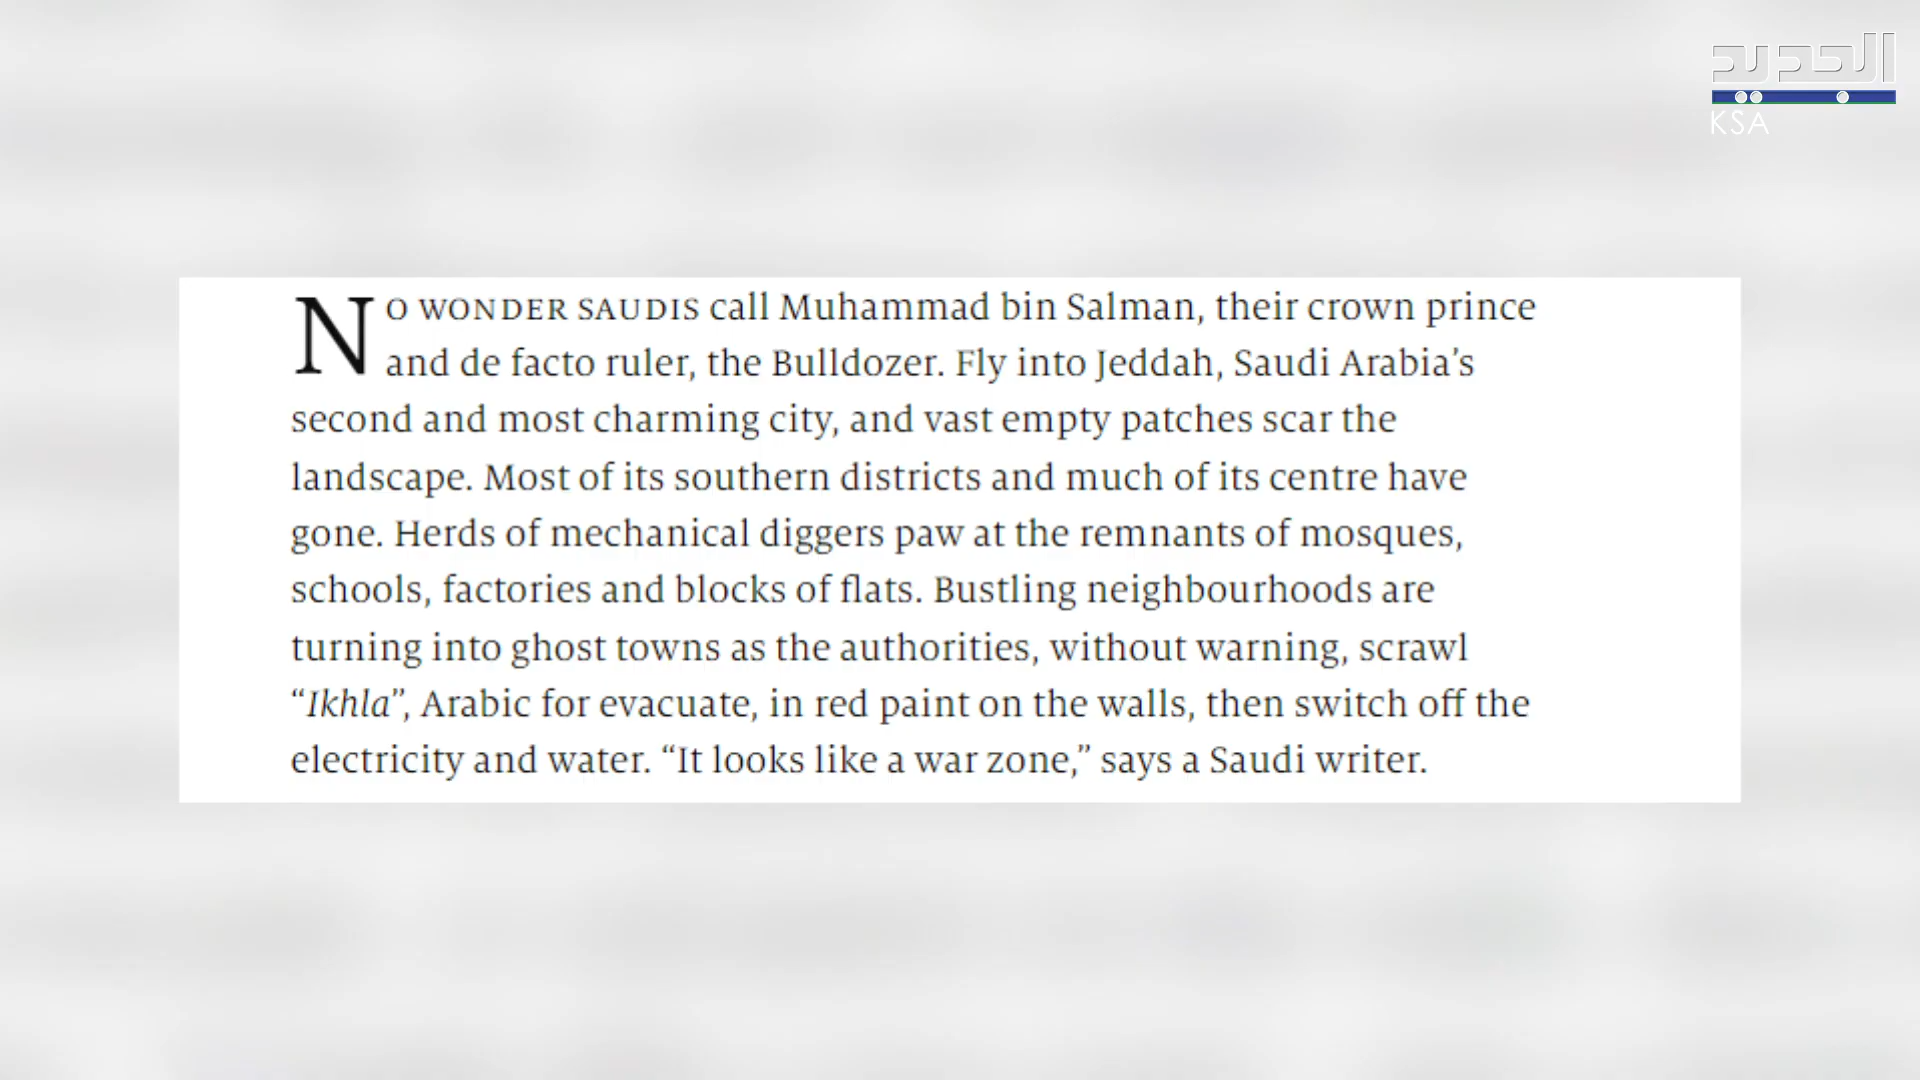 الجديد
KSA
NO WONDER SAUDIS call Muhammad bin Salman, their crown prince
and de facto ruler, the Bulldozer. Fly into Jeddah, Saudi Arabia’s
second and most charming city, and vast empty patches scar the
landscape. Most of its southern districts and much of its centre have
gone. Herds of mechanical diggers paw at the remnants of mosques,
schools, factories and blocks of flats. Bustling neighbourhoods are
turning into ghost towns as the authorities, without warning, scrawl
“Ikhla”, Arabic for evacuate, in red paint on the walls, then switch off the
electricity and water. “It looks like a war zone,” says a Saudi writer.